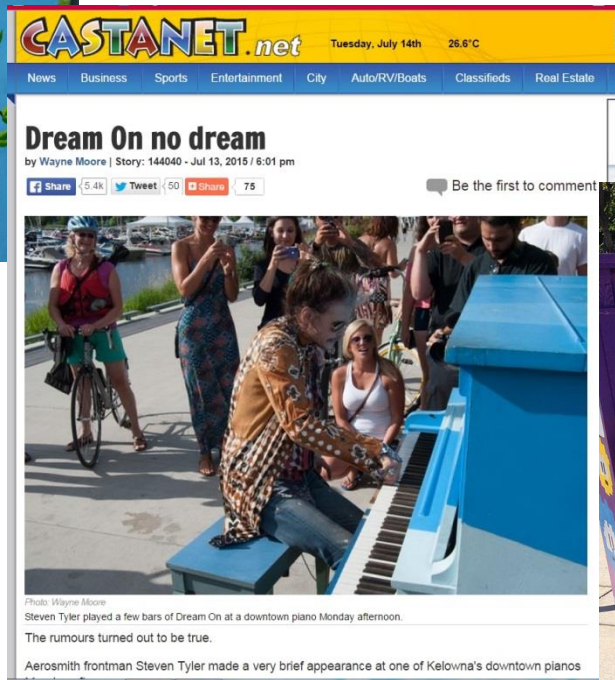 CASTANET.net Tuesday, July 14th 26.6°C
News Business Sports Entertainment City Auto/RV/Boats Classifieds Real Estate
Dream On no dream
by Wayne Moore | Story: 144040 - Jul 13, 2015 / 6:01 pm
Share 5.4k Tweet 50 Share 75 Be the first to comment
Photo: Wayne Moore
Steven Tyler played a few bars of Dream On at a downtown piano Monday afternoon.
The rumours turned out to be true.
Aerosmith frontman Steven Tyler made a very brief appearance at one of Kelowna's downtown pianos